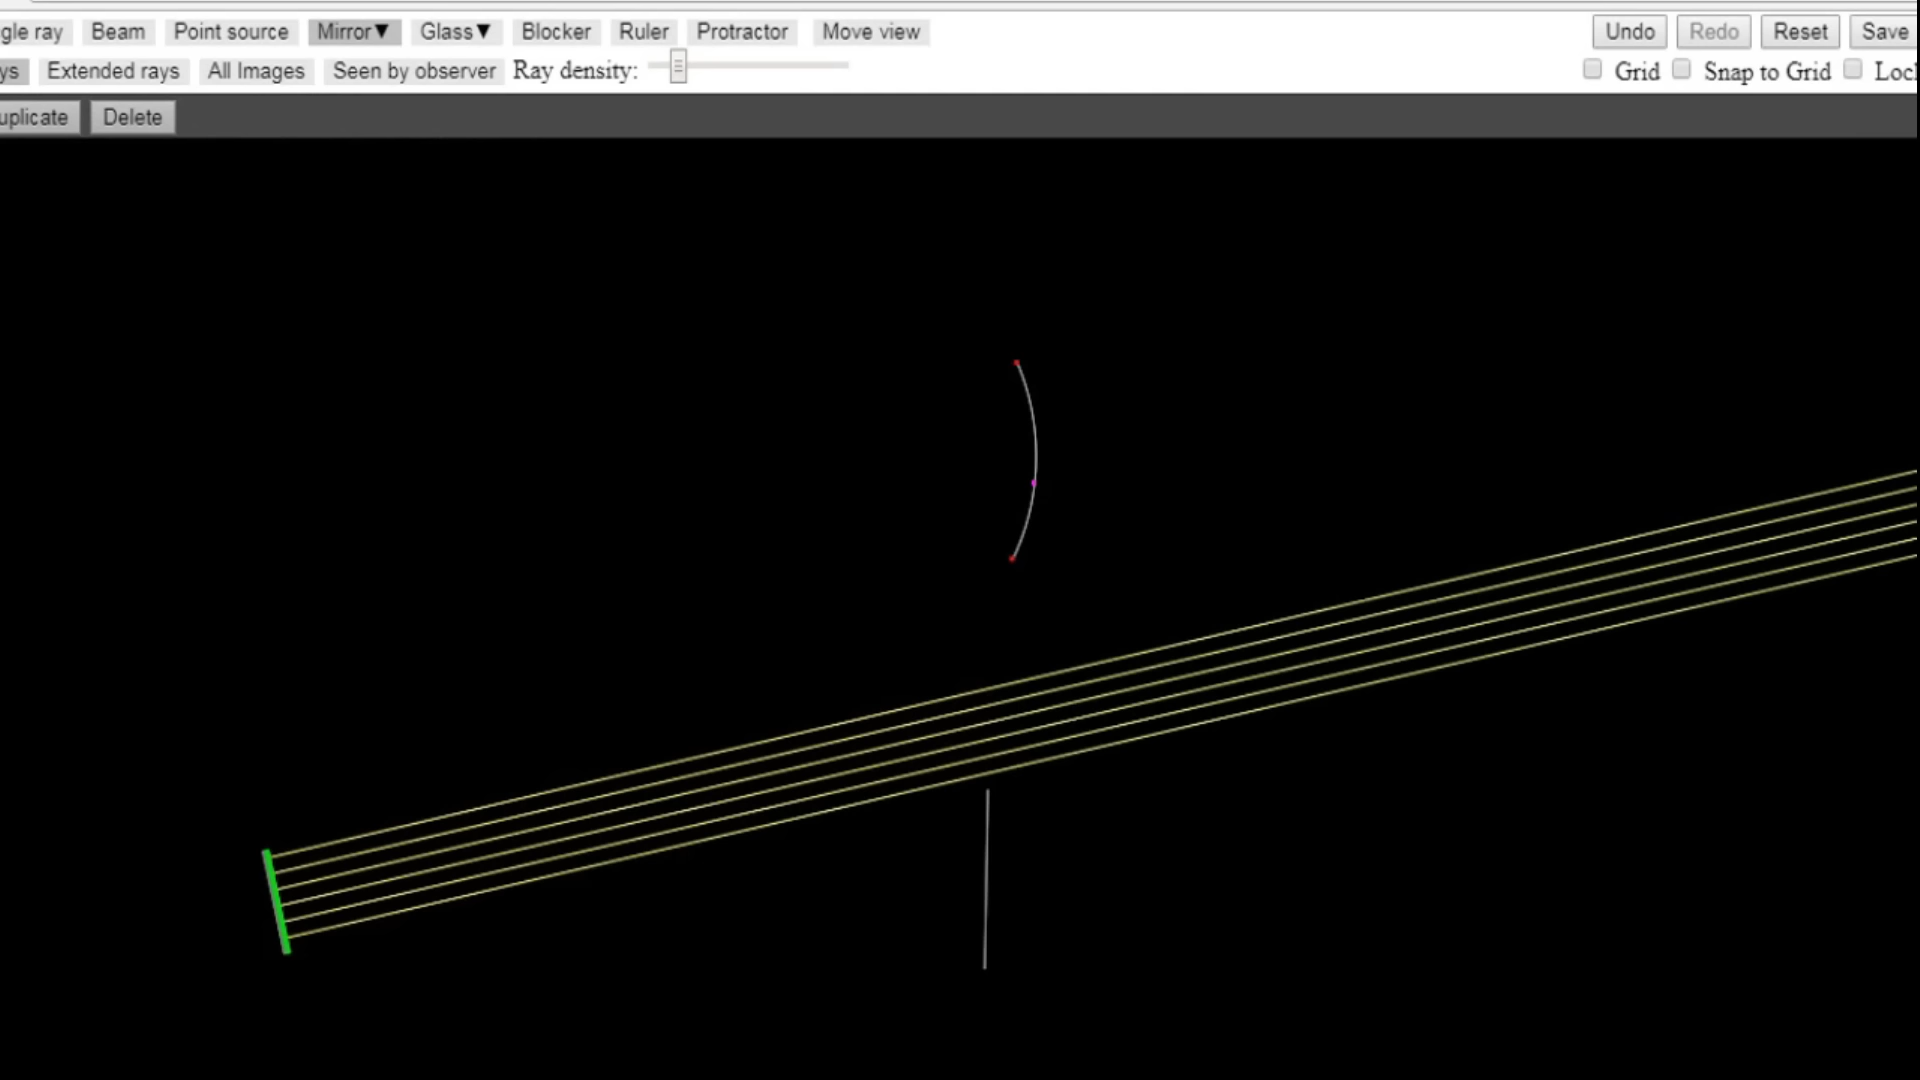 gle ray Beam Point source Mirror▼ Glass▼ Blocker Ruler Protractor Move view Undo Redo Reset Save
ys Extended rays All Images Seen by observer Ray density: Grid Snap to Grid Loc
uplicate Delete